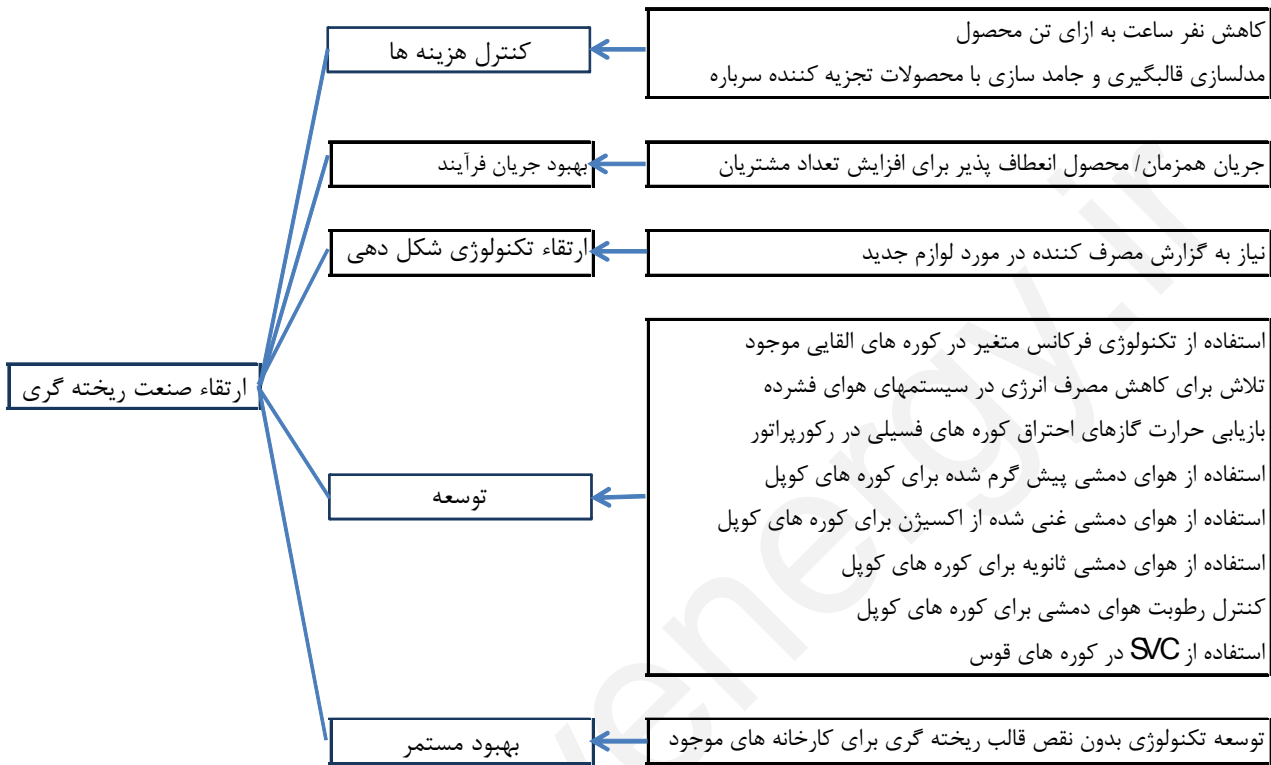 ارتقاء صنعت ریخته گری
کنترل هزینه ها
کاهش نفر ساعت به ازای تن محصول
مدلسازی قالبگیری و جامد سازی با محصولات تجزیه کننده سرباره
بهبود جریان فرآیند
جریان همزمان/ محصول انعطاف پذیر برای افزایش تعداد مشتریان
ارتقاء تکنولوژی شکل دهی
نیاز به گزارش مصرف کننده در مورد لوازم جدید
توسعه
استفاده از تکنولوژی فرکانس متغیر در کوره های القایی موجود
تلاش برای کاهش مصرف انرژی در سیستمهای هوای فشرده
بازیابی حرارت گازهای احتراق کوره های فسیلی در رکورپراتور
استفاده از هوای دمشی پیش گرم شده برای کوره های کوپل
استفاده از هوای دمشی غنی شده از اکسیژن برای کوره های کوپل
استفاده از هوای دمشی ثانویه برای کوره های کوپل
کنترل رطوبت هوای دمشی برای کوره های کوپل
استفاده از SVC در کوره های قوس
بهبود مستمر
توسعه تکنولوژی بدون نقص قالب ریخته گری برای کارخانه های موجود
venergy.ir